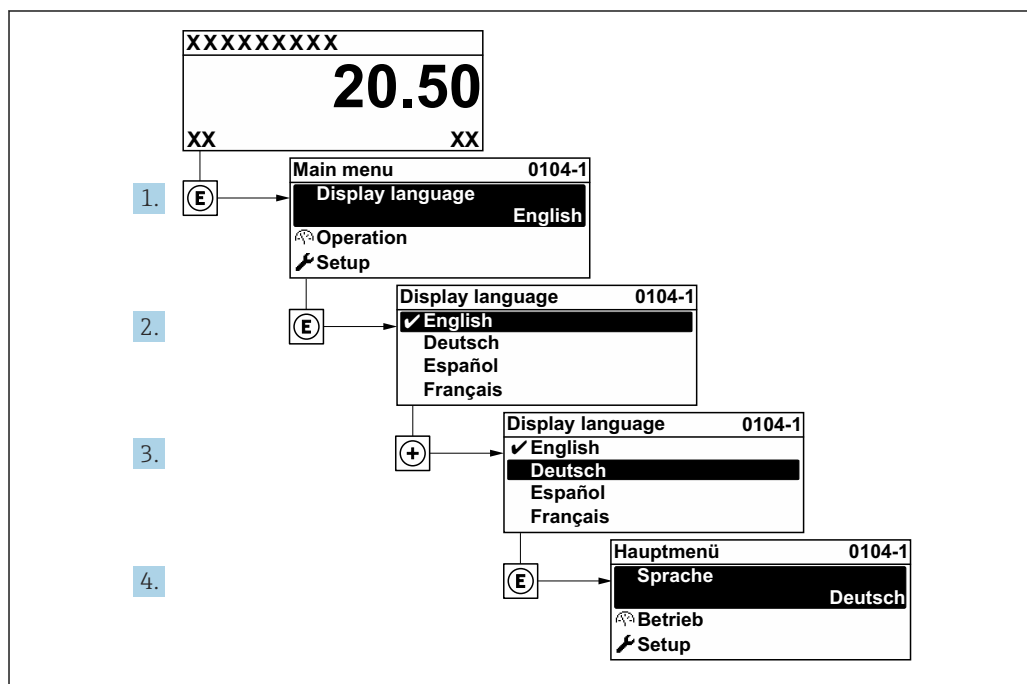 XXXXXXXXX
20.50
XX XX
1. E
Main menu 0104-1
Display language
English
Operation
Setup
2. E
Display language 0104-1
✔ English
Deutsch
Español
Français
3. +
Display language 0104-1
✔ English
Deutsch
Español
Français
4. E
Hauptmenü 0104-1
Sprache
Deutsch
Betrieb
Setup